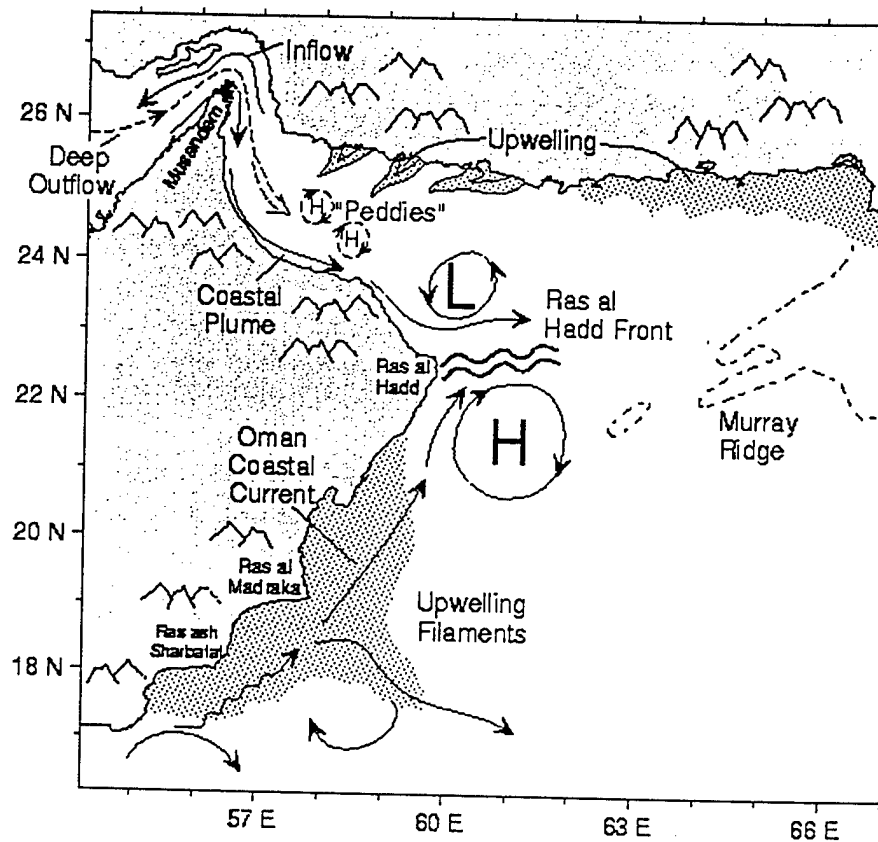 Inflow
26 N
Musandam
Upwelling
Deep
Outflow
H "Peddies"
H
24 N
L
Coastal
Plume
Ras al
Hadd Front
Ras al
Hadd
22 N
H
Murray
Ridge
Oman
Coastal
Current
20 N
Ras al
Madraka
Upwelling
Filaments
Ras ash
Sharbatat
18 N
57 E
60 E
63 E
66 E